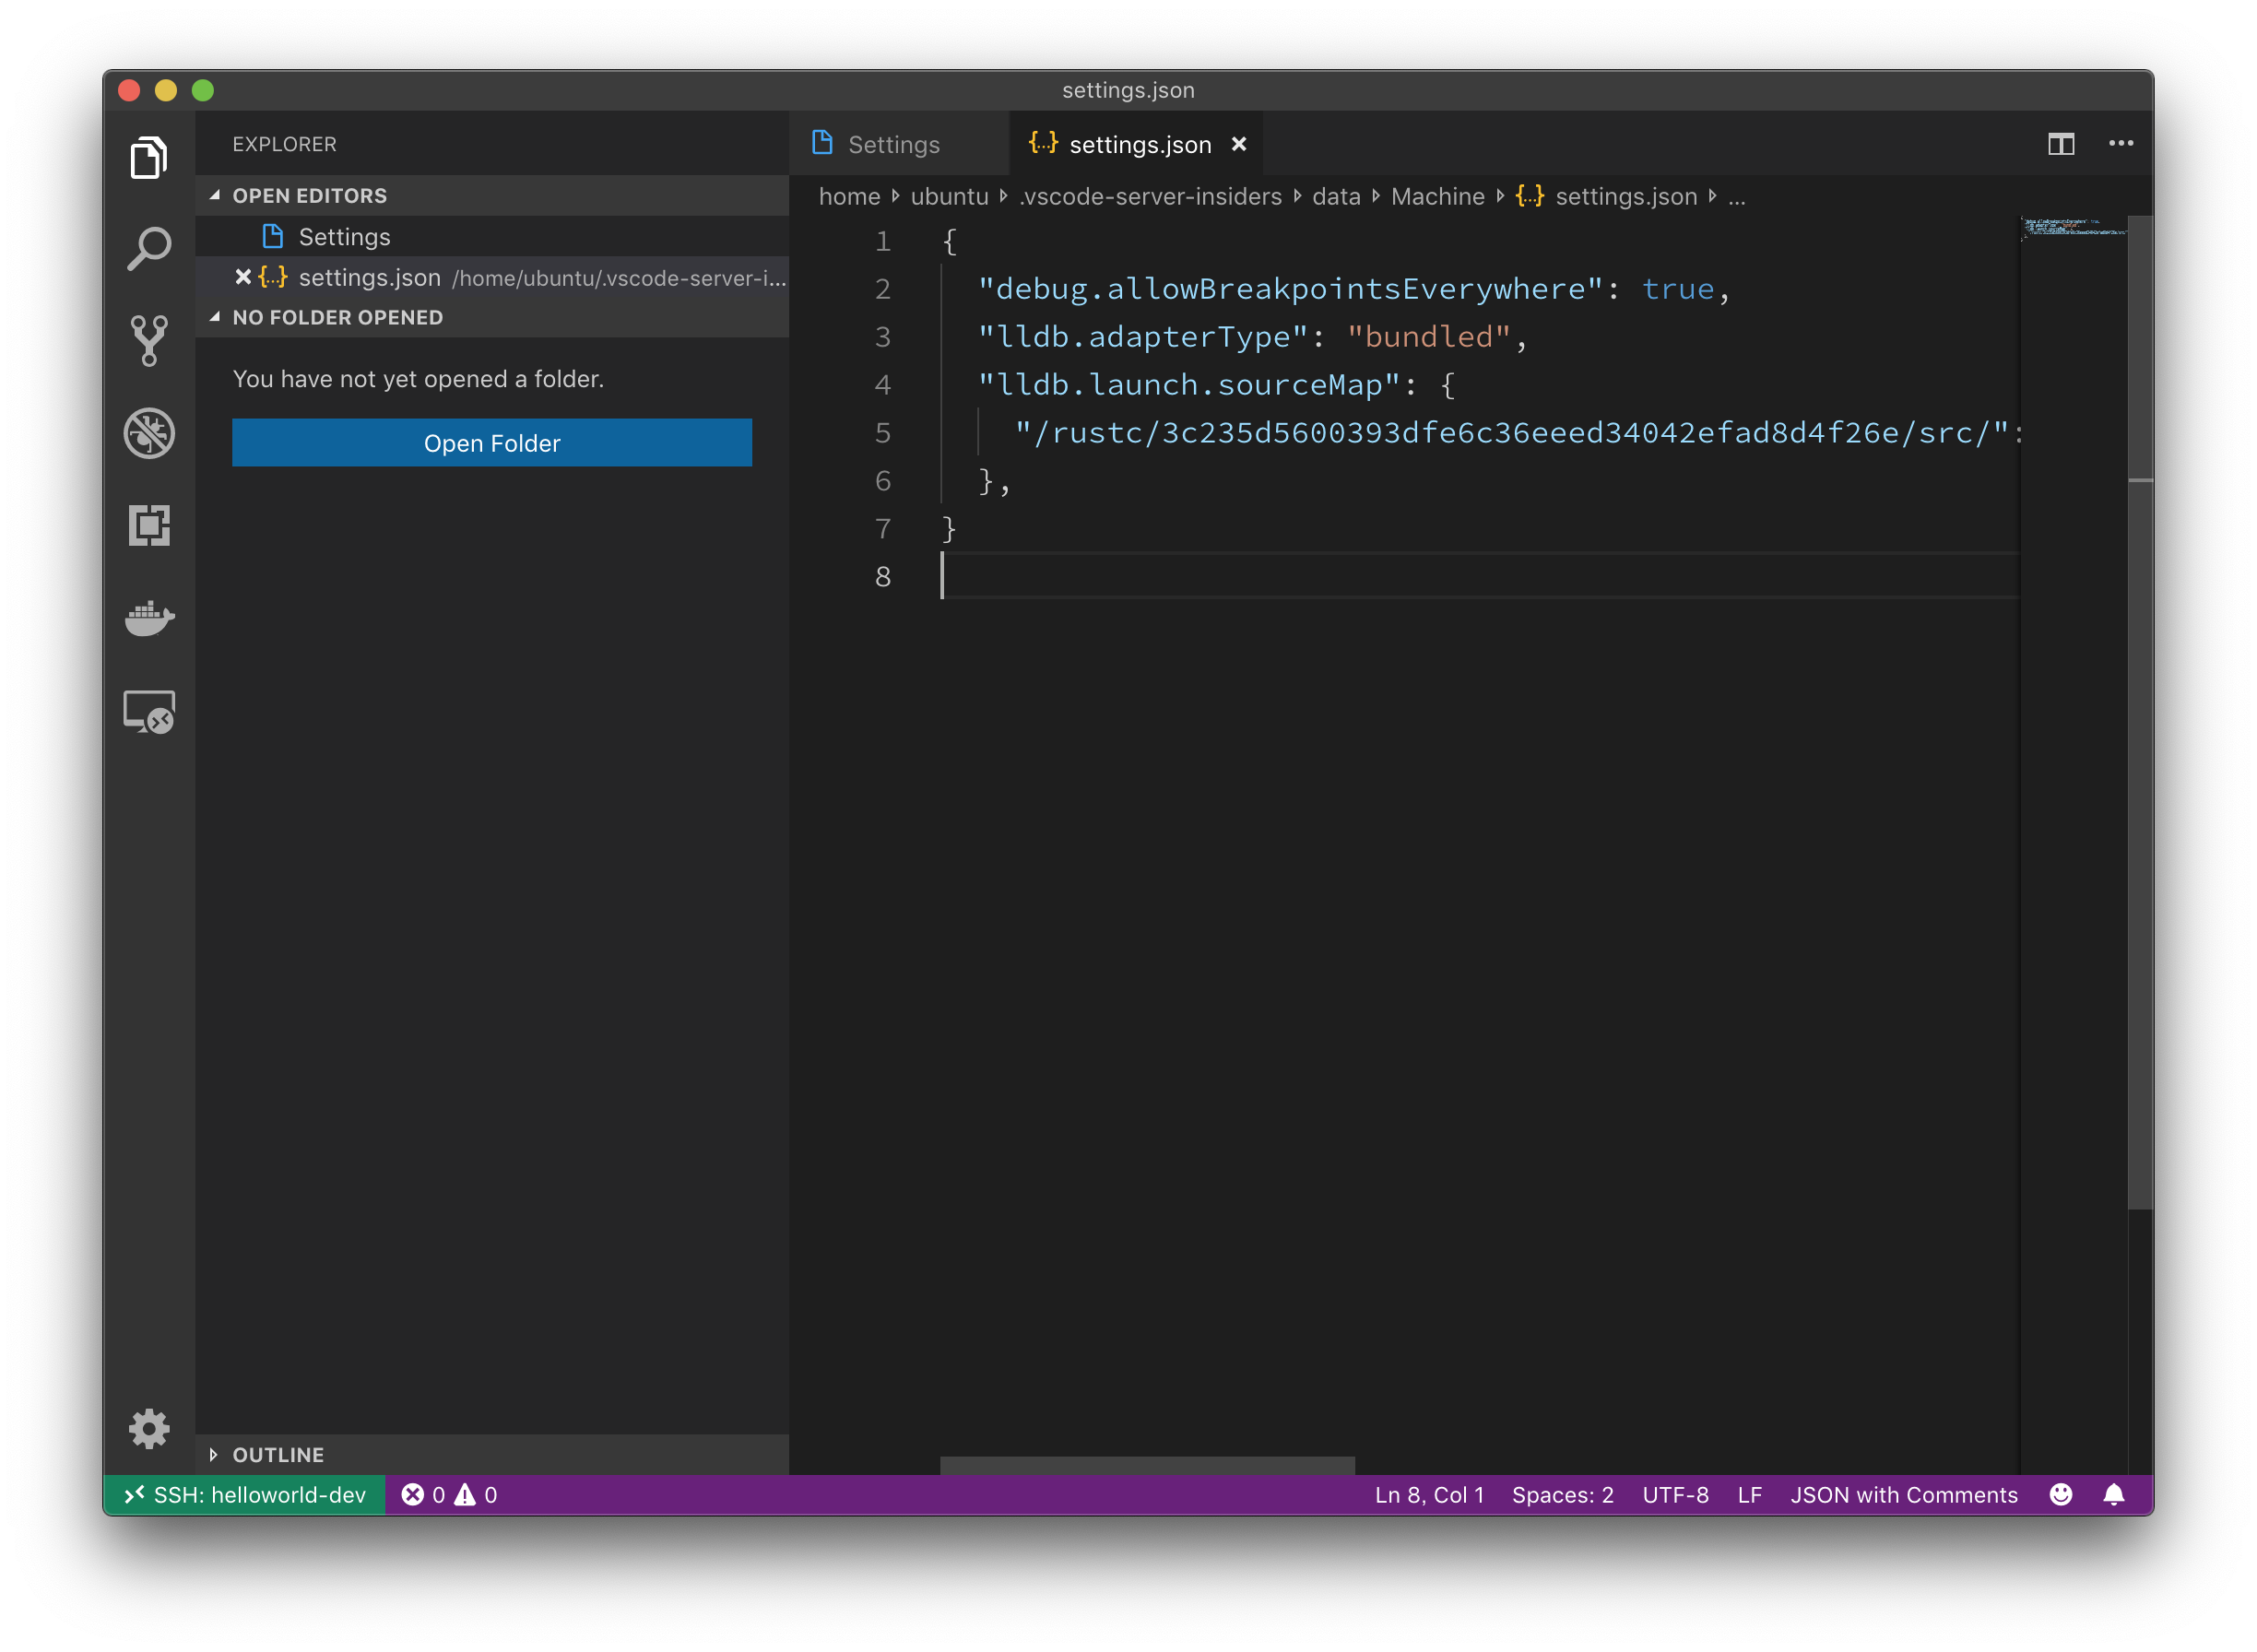 settings.json
EXPLORER
OPEN EDITORS
Settings
settings.json /home/ubuntu/.vscode-server-i...
NO FOLDER OPENED
You have not yet opened a folder.
Open Folder
OUTLINE
Settings
{..} settings.json
home ubuntu .vscode-server-insiders data Machine {..} settings.json ...
1 {
2 "debug.allowBreakpointsEverywhere": true,
3 "lldb.adapterType": "bundled",
4 "lldb.launch.sourceMap": {
5 "/rustc/3c235d5600393dfe6c36eeed34042efad8d4f26e/src/":
6 },
7 }
8
SSH: helloworld-dev 0 0 Ln 8, Col 1 Spaces: 2 UTF-8 LF JSON with Comments